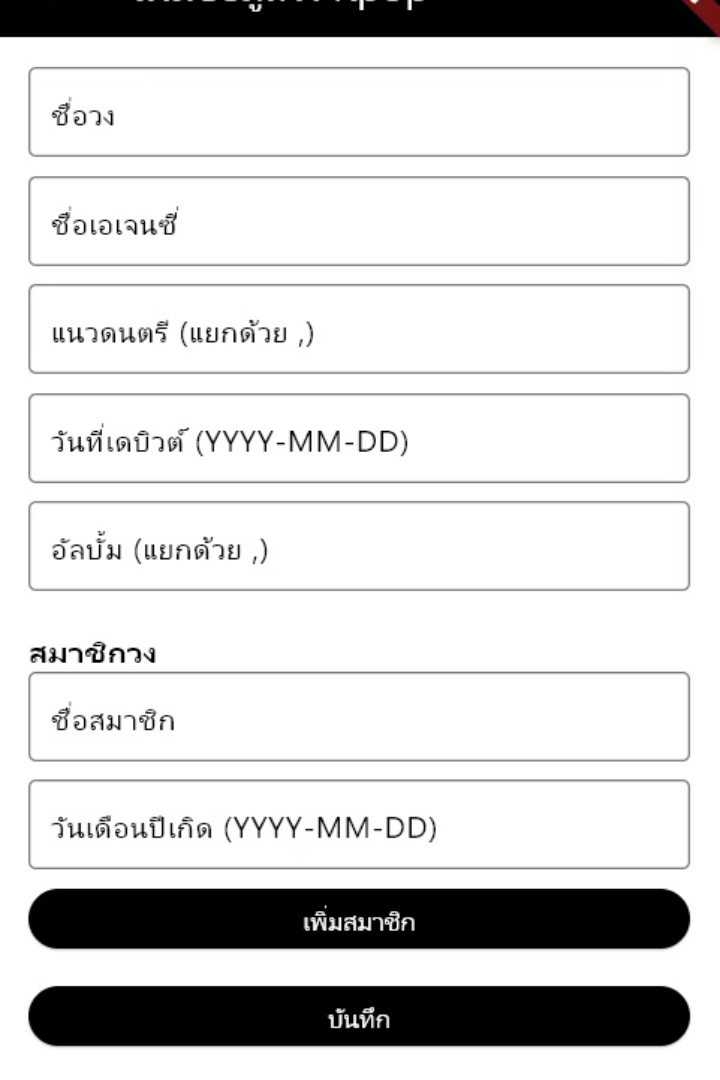 ชื่อวง
ชื่อเอเจนซี่
แนวดนตรี (แยกด้วย ,)
วันที่เดบิวต์ (YYYY-MM-DD)
อัลบั้ม (แยกด้วย ,)
สมาชิกวง
ชื่อสมาชิก
วันเดือนปีเกิด (YYYY-MM-DD)
เพิ่มสมาชิก
บันทึก